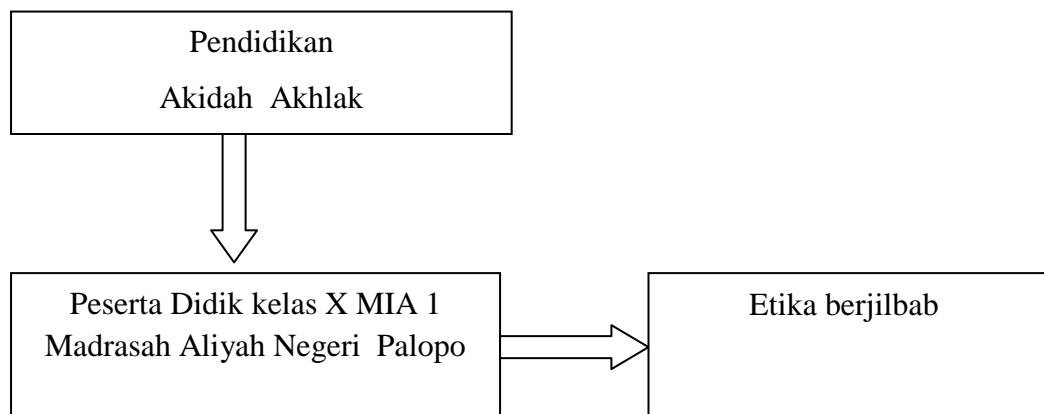 Pendidikan
Akidah Akhlak
Peserta Didik kelas X MIA 1
Madrasah Aliyah Negeri Palopo
Etika berjilbab